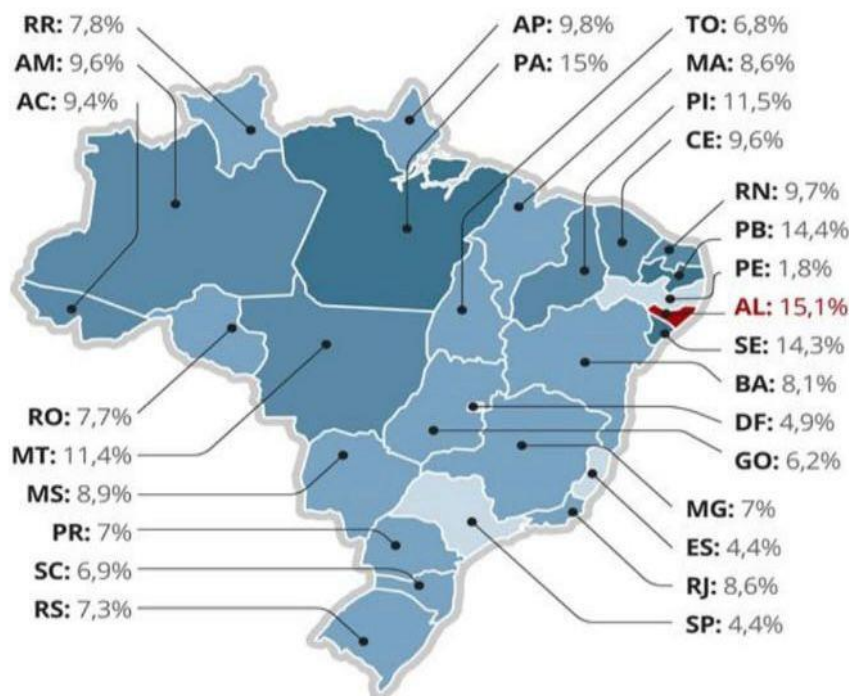 RR: 7,8%
AM: 9,6%
AC: 9,4%
AP: 9,8%
PA: 15%
TO: 6,8%
MA: 8,6%
PI: 11,5%
CE: 9,6%
RN: 9,7%
PB: 14,4%
PE: 1,8%
AL: 15,1%
SE: 14,3%
BA: 8,1%
DF: 4,9%
GO: 6,2%
MG: 7%
ES: 4,4%
RJ: 8,6%
SP: 4,4%
RO: 7,7%
MT: 11,4%
MS: 8,9%
PR: 7%
SC: 6,9%
RS: 7,3%